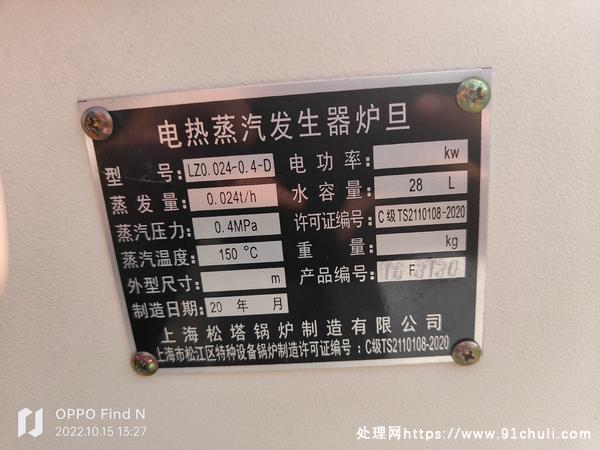 电热蒸汽发生器炉旦
型 号: LZ0.024-0.4-D 电功率: kw
蒸发量: 0.024t/h 水容量: 28 L
蒸汽压力: 0.4MPa 许可证编号: C级TS2110108-2020
蒸汽温度: 150℃ 重 量: kg
外型尺寸: m 产品编号: F
制造日期: 20 年 月
上海松塔锅炉制造有限公司
上海市松江区特种设备锅炉制造许可证编号:C级TS2110108-2020
OPPO Find N
2022.10.15 13:27
处理网https://www.91chuli.com/